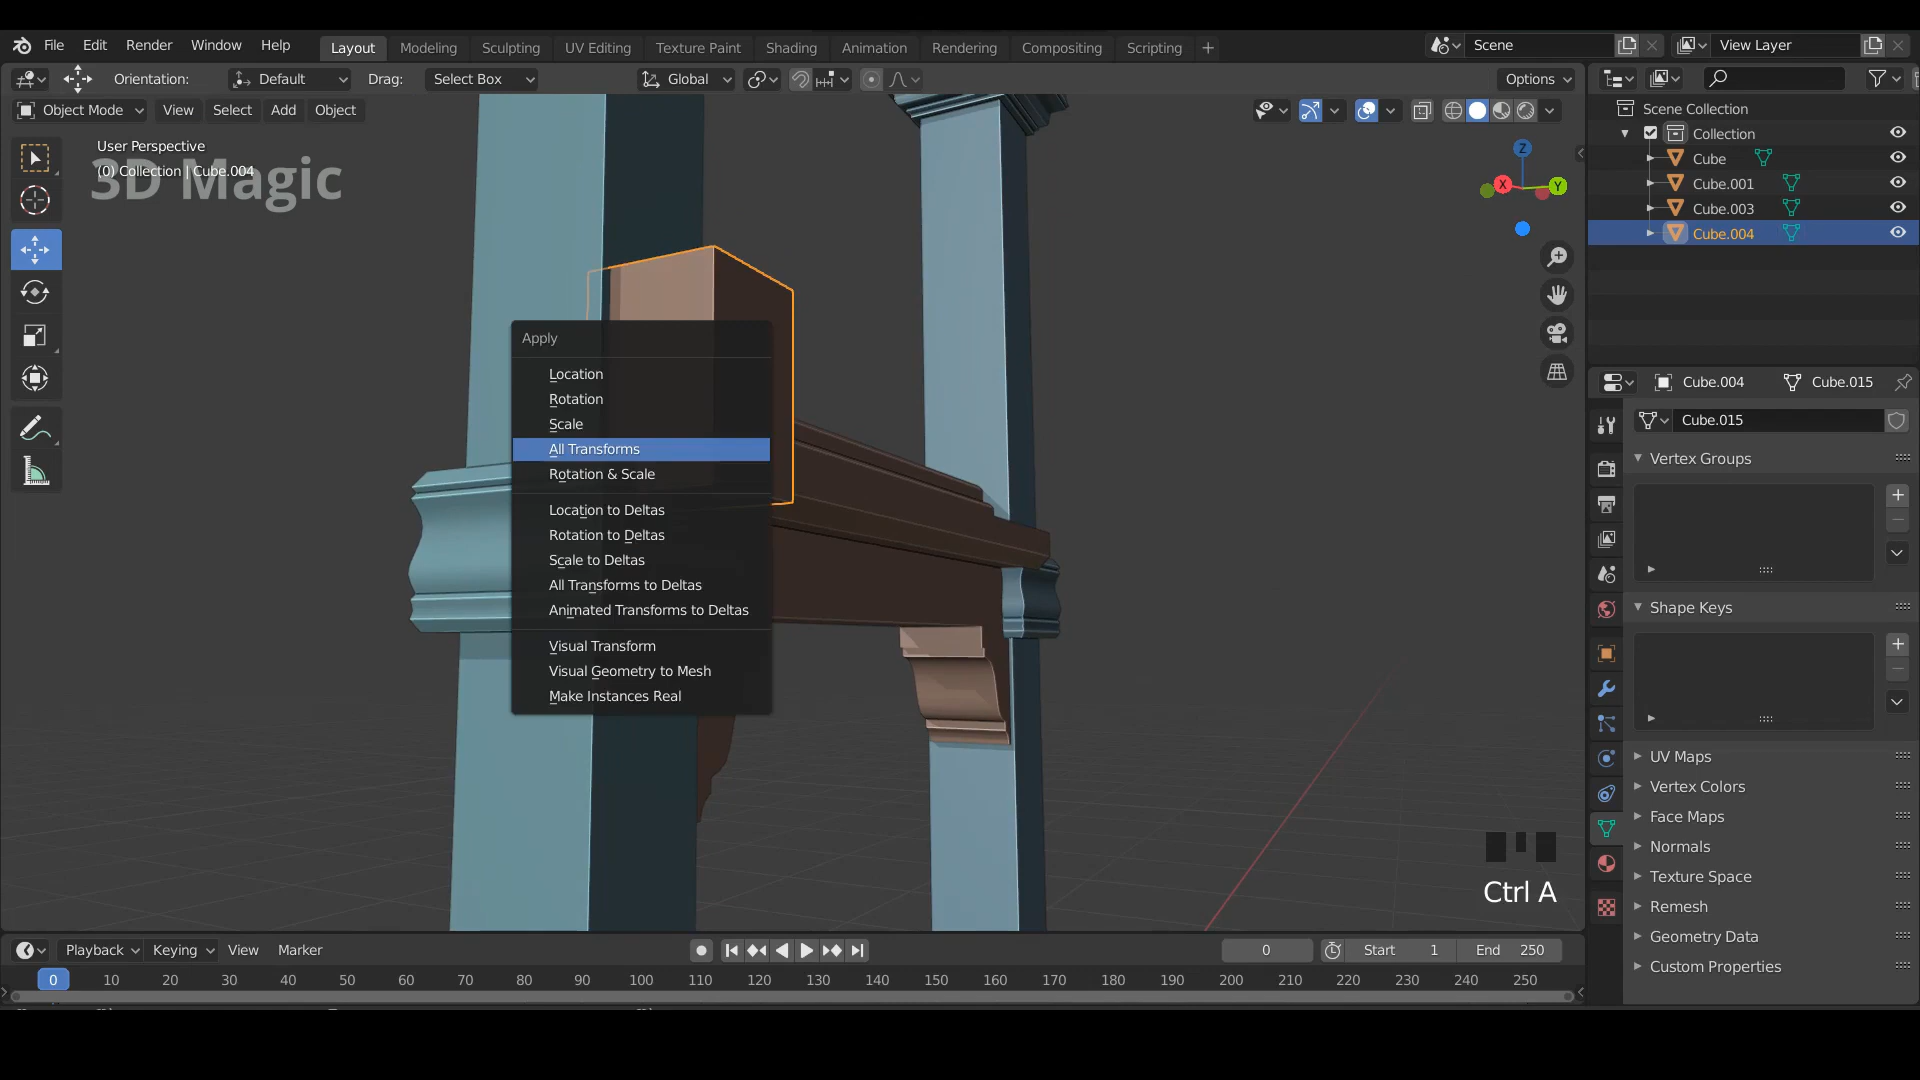 File Edit Render Window Help
Layout Modeling Sculpting UV Editing Texture Paint Shading Animation Rendering Compositing Scripting +
Scene
View Layer
Orientation: Default Drag: Select Box
Global
Options
Object Mode View Select Add Object
User Perspective
(0) Collection | Cube.004
3D Magic
Z
X
Y
Scene Collection
Collection
Cube
Cube.001
Cube.003
Cube.004
Apply
Location
Rotation
Scale
All Transforms
Rotation & Scale
Location to Deltas
Rotation to Deltas
Scale to Deltas
All Transforms to Deltas
Animated Transforms to Deltas
Visual Transform
Visual Geometry to Mesh
Make Instances Real
Cube.004 Cube.015
Cube.015
Vertex Groups
Shape Keys
UV Maps
Vertex Colors
Face Maps
Normals
Texture Space
Remesh
Geometry Data
Custom Properties
Ctrl A
Playback Keying View Marker
0
Start 1
End 250
0 10 20 30 40 50 60 70 80 90 100 110 120 130 140 150 160 170 180 190 200 210 220 230 240 250